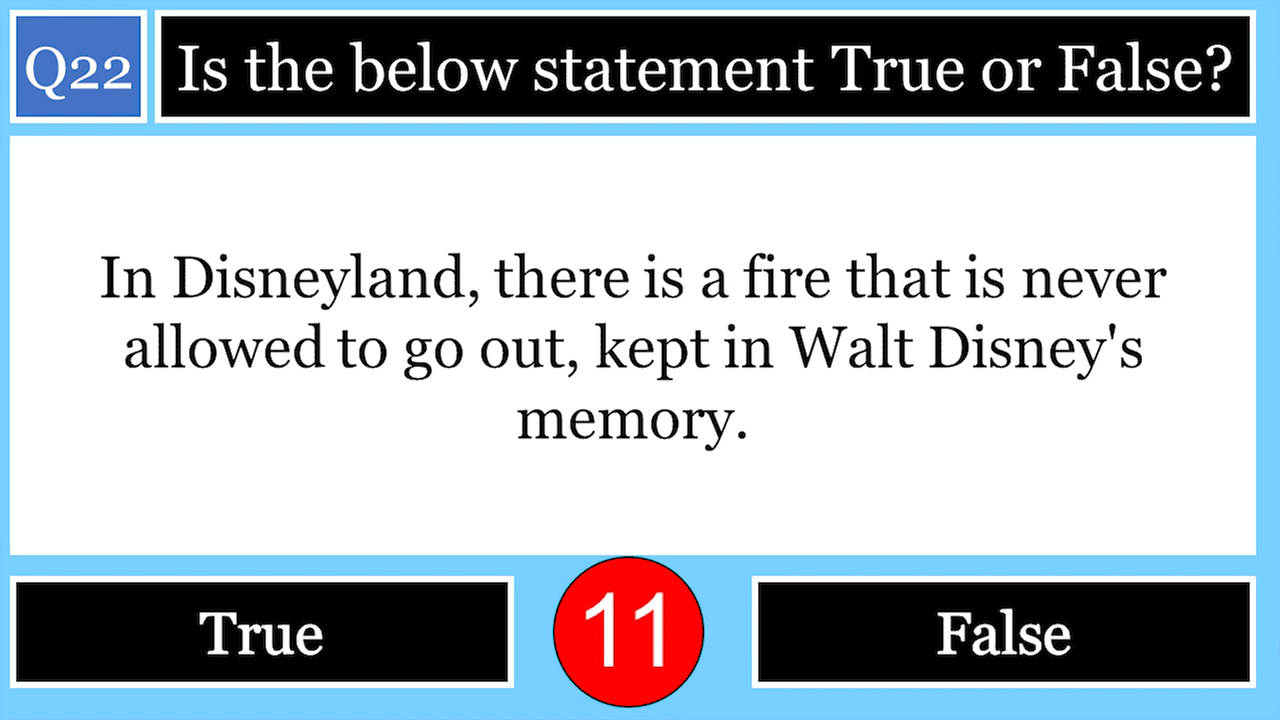 Q22
Is the below statement True or False?
In Disneyland, there is a fire that is never
allowed to go out, kept in Walt Disney's
memory.
True
11
False